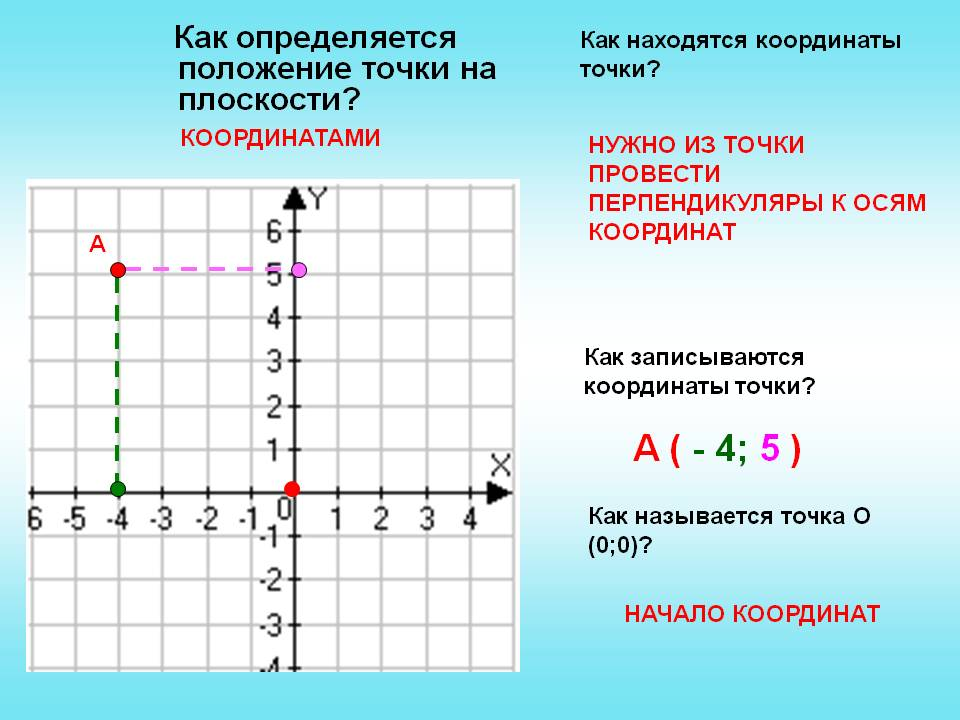 Как определяется
положение точки на
плоскости?
КООРДИНАТАМИ
Как находятся координаты
точки?
НУЖНО ИЗ ТОЧКИ
ПРОВЕСТИ
ПЕРПЕНДИКУЛЯРЫ К ОСЯМ
КООРДИНАТ
Y
6
А
5
4
3
2
1
X
6 -5 -4 -3 -2 -1 0 1 2 3 4
-1
-2
-3
-4
Как записываются
координаты точки?
А ( - 4; 5 )
Как называется точка О
(0;0)?
НАЧАЛО КООРДИНАТ